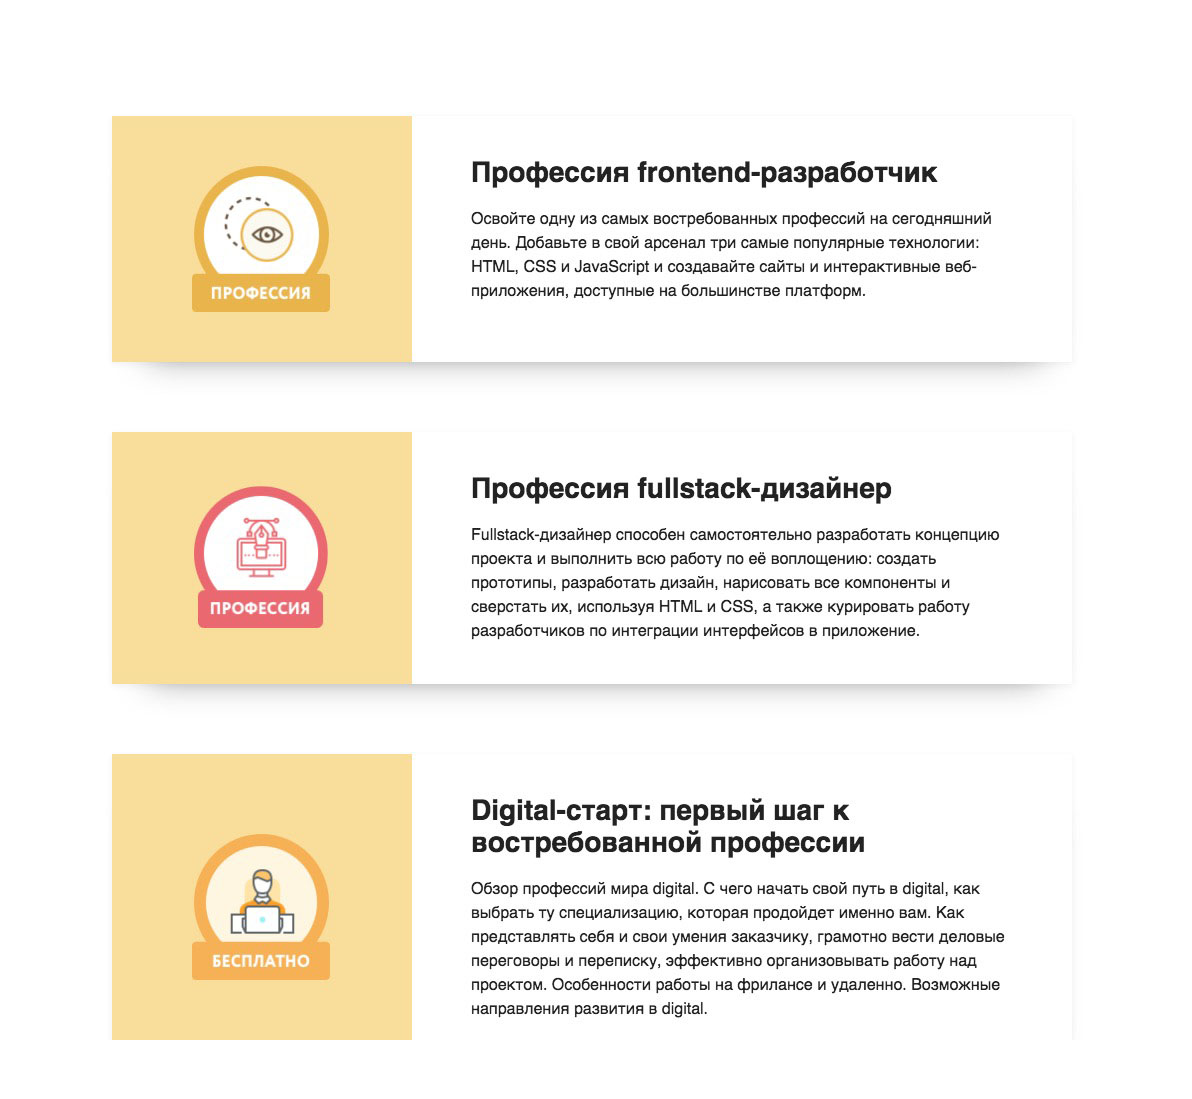 ПРОФЕССИЯ
Профессия frontend-разработчик
Освойте одну из самых востребованных профессий на сегодняшний
день. Добавьте в свой арсенал три самые популярные технологии:
HTML, CSS и JavaScript и создавайте сайты и интерактивные веб-
приложения, доступные на большинстве платформ.
ПРОФЕССИЯ
Профессия fullstack-дизайнер
Fullstack-дизайнер способен самостоятельно разработать концепцию
проекта и выполнить всю работу по её воплощению: создать
прототипы, разработать дизайн, нарисовать все компоненты и
сверстать их, используя HTML и CSS, а также курировать работу
разработчиков по интеграции интерфейсов в приложение.
БЕСПЛАТНО
Digital-старт: первый шаг к
востребованной профессии
Обзор профессий мира digital. С чего начать свой путь в digital, как
выбрать ту специализацию, которая продойдет именно вам. Как
представлять себя и свои умения заказчику, грамотно вести деловые
переговоры и переписку, эффективно организовывать работу над
проектом. Особенности работы на фрилансе и удаленно. Возможные
направления развития в digital.